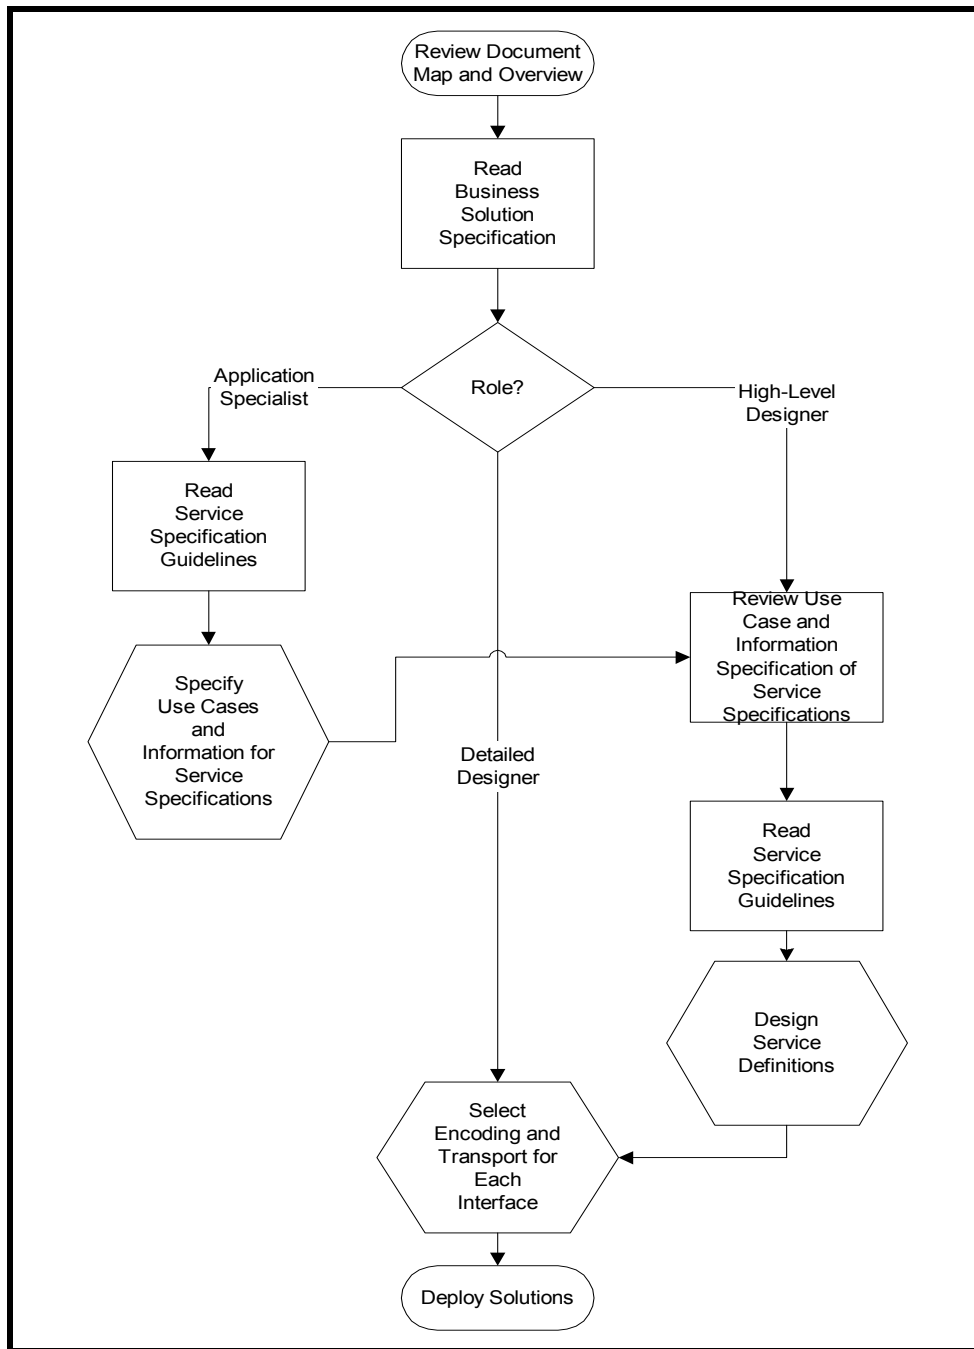 Review Document
Map and Overview
Read
Business
Solution
Specification
Role?
Application
Specialist
High-Level
Designer
Read
Service
Specification
Guidelines
Review Use
Case and
Information
Specification of
Service
Specifications
Specify
Use Cases
and
Information for
Service
Specifications
Detailed
Designer
Read
Service
Specification
Guidelines
Design
Service
Definitions
Select
Encoding and
Transport for
Each
Interface
Deploy Solutions